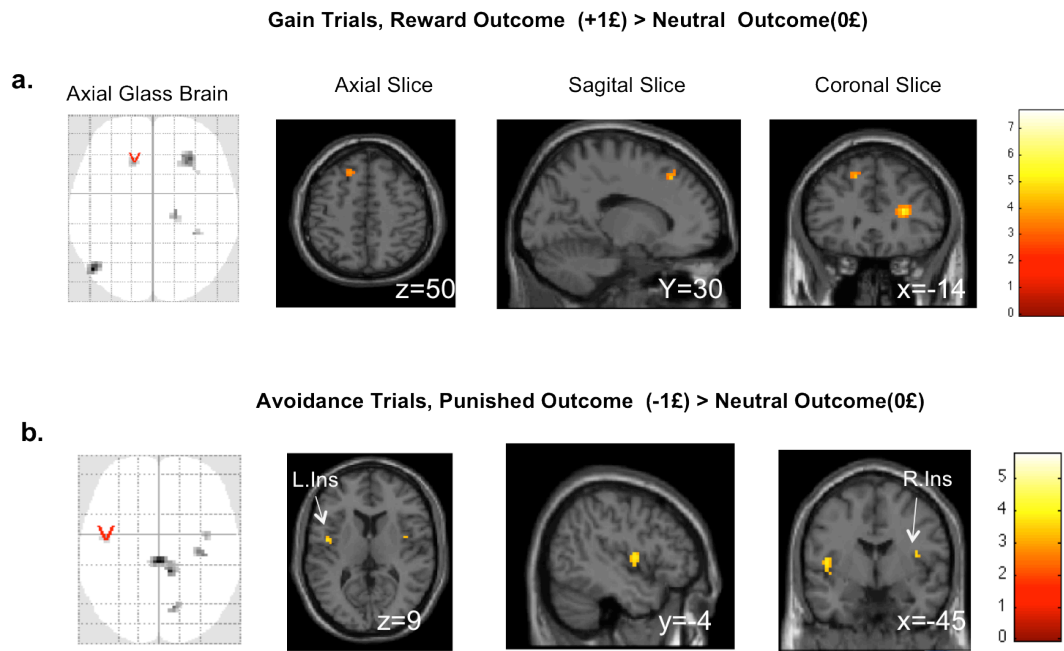 Gain Trials, Reward Outcome (+1£) > Neutral Outcome(0£)
a.
Axial Glass Brain
Axial Slice
Sagital Slice
Coronal Slice
z=50
Y=30
x=-14
7
6
5
4
3
2
1
0
Avoidance Trials, Punished Outcome (-1£) > Neutral Outcome(0£)
b.
L.Ins
R.Ins
z=9
y=-4
x=-45
5
4
3
2
1
0